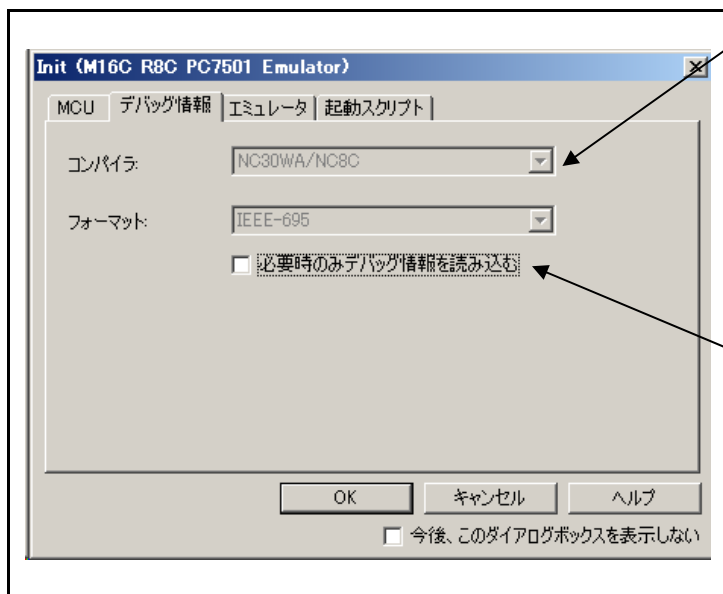 Init (M16C R8C PC7501 Emulator)
MCU デバッグ情報 エミュレータ 起動スクリプト
コンパイラ: NC30WA/NC8C
フォーマット: IEEE-695
必要時のみデバッグ情報を読み込む
OK キャンセル ヘルプ
今後、このダイアログボックスを表示しない